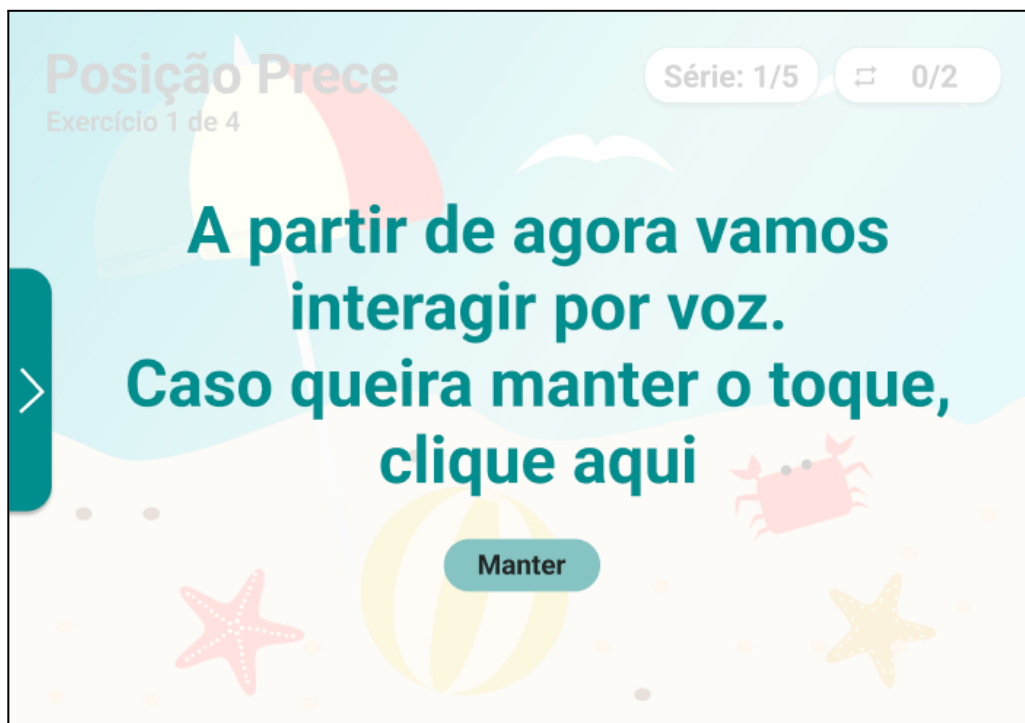 Posição Prece
Série: 1/5
0/2
Exercício 1 de 4
A partir de agora vamos
interagir por voz.
Caso queira manter o toque,
clique aqui
Manter